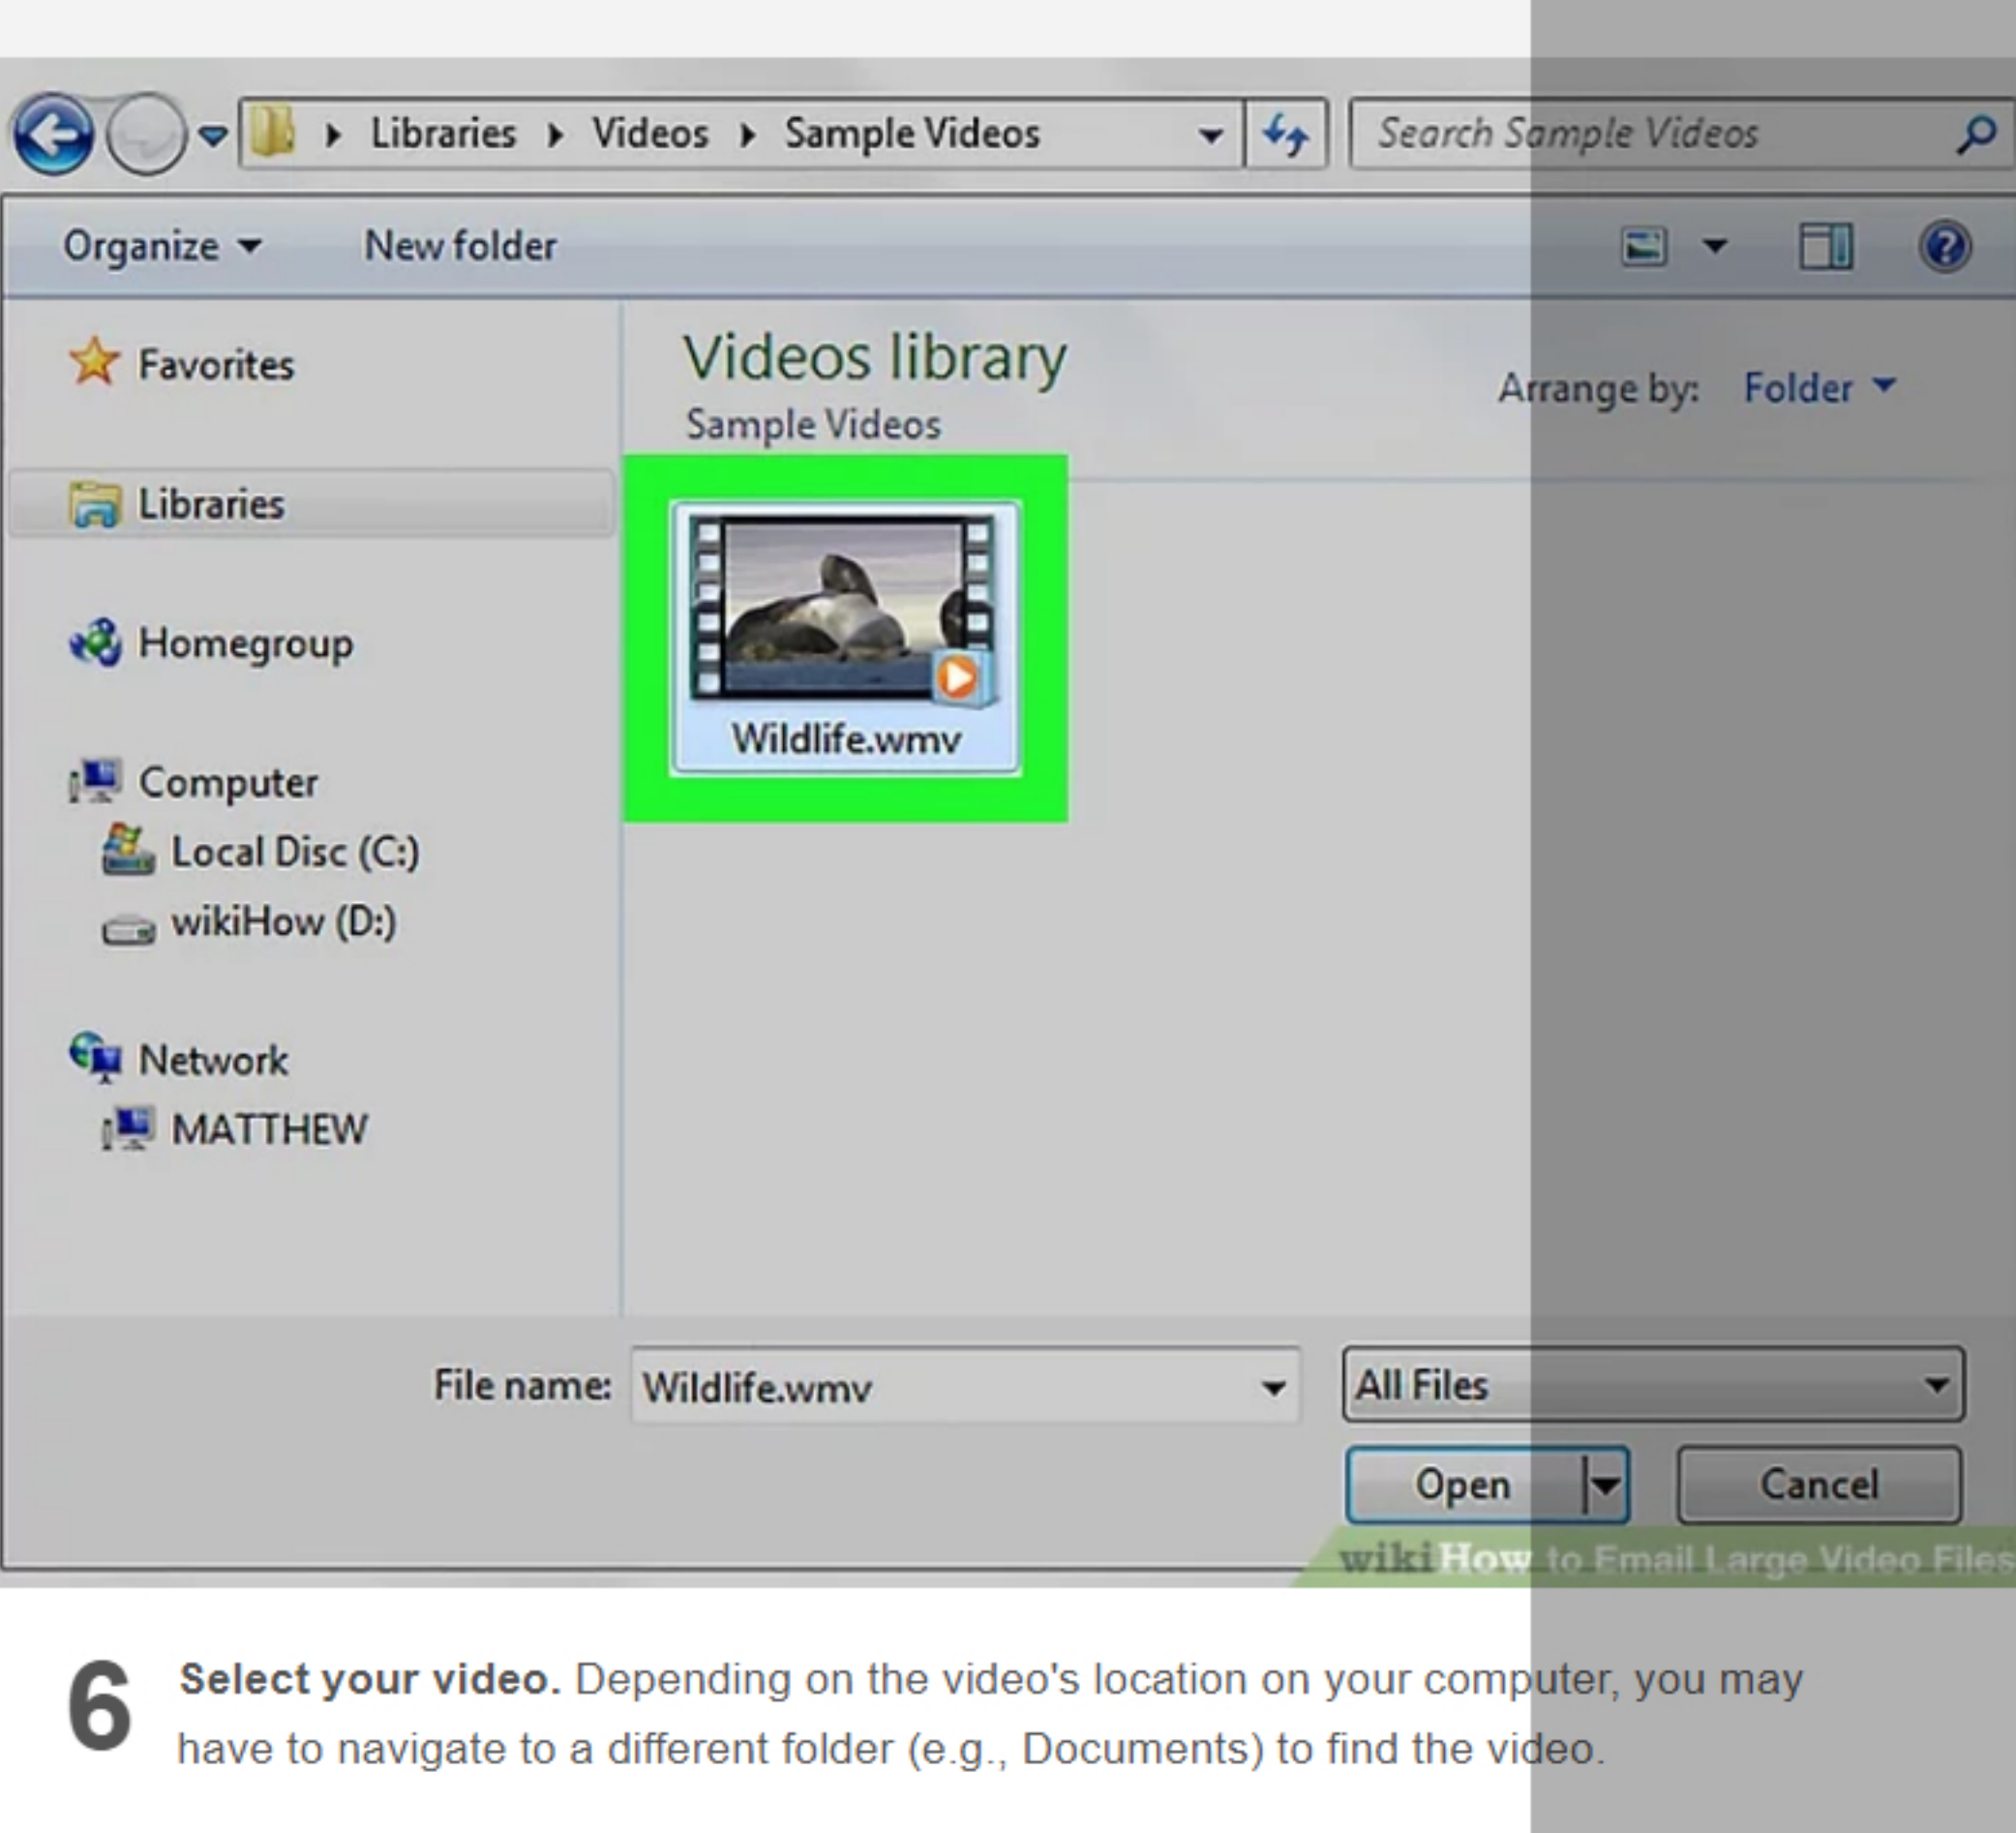 Libraries Videos Sample Videos
Search Sample Videos
Organize New folder
Favorites
Libraries
Homegroup
Computer
Local Disc (C:)
wikiHow (D:)
Network
MATTHEW
Videos library
Sample Videos
Arrange by: Folder
Wildlife.wmv
File name: Wildlife.wmv
All Files
Open Cancel
wikiHow to Email Large Video Files
6 Select your video. Depending on the video's location on your computer, you may
have to navigate to a different folder (e.g., Documents) to find the video.